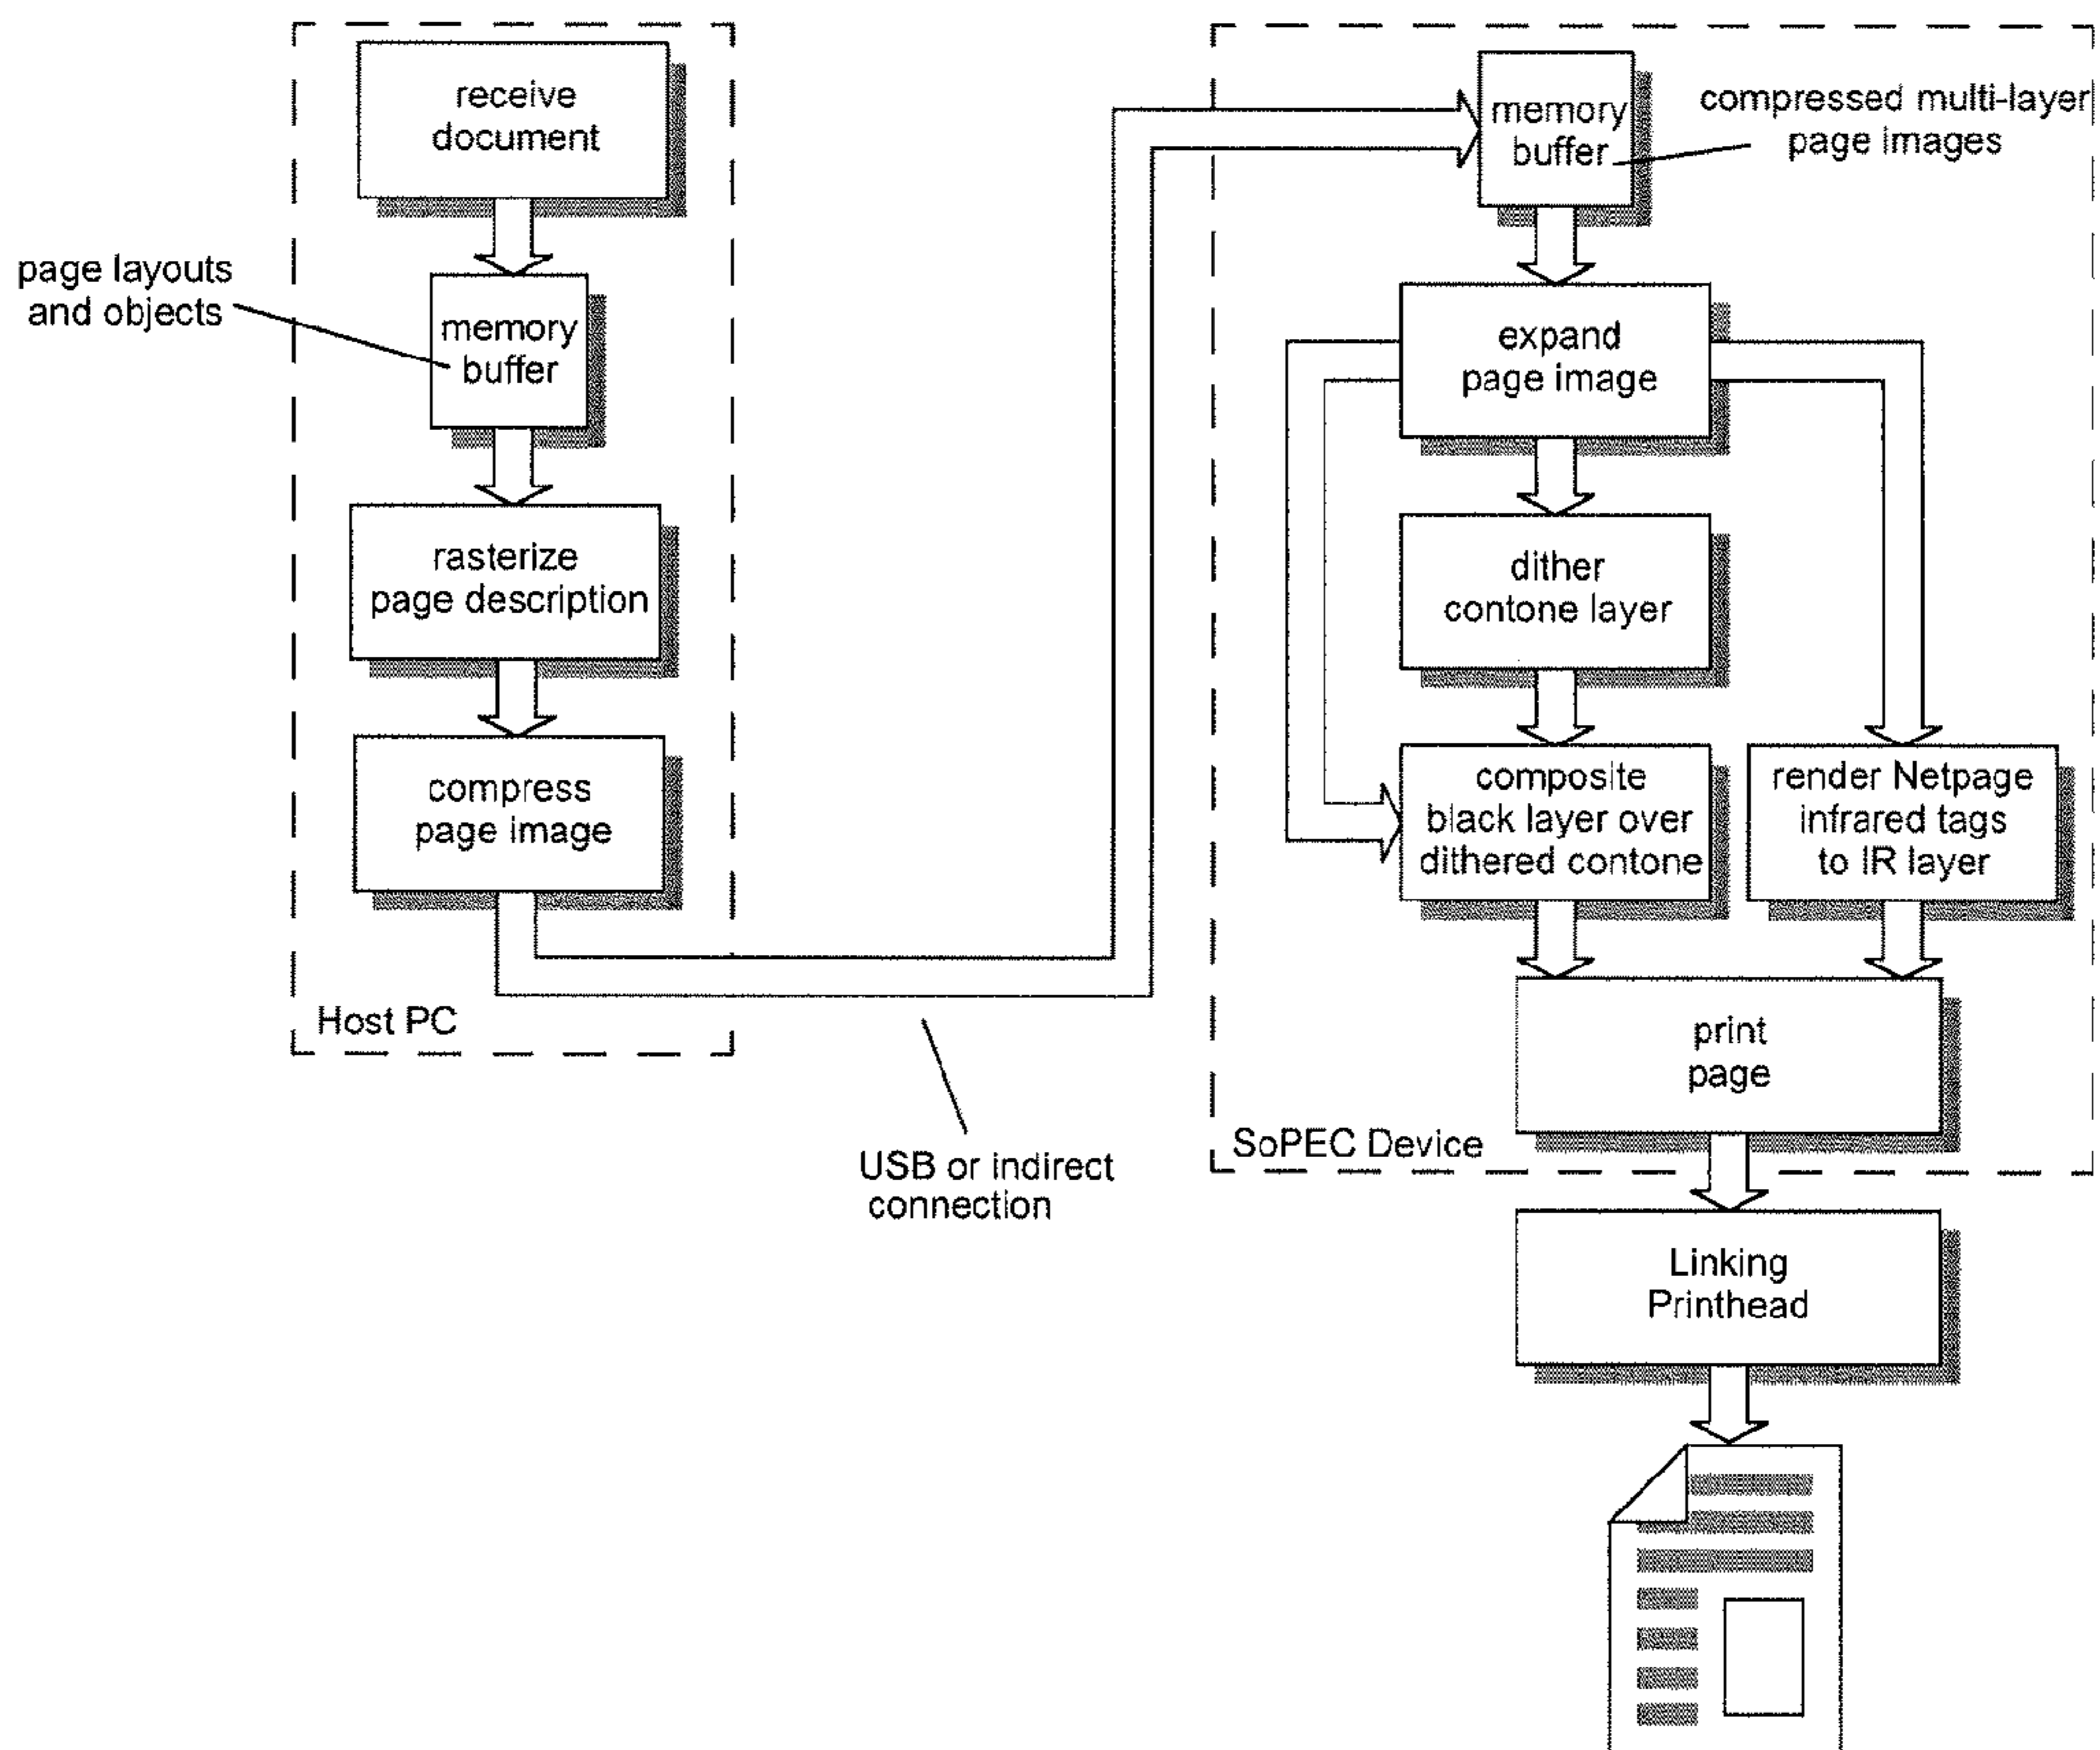 receive
document
page layouts
and objects
memory
buffer
rasterize
page description
compress
page image
Host PC
USB or indirect
connection
memory
buffer
compressed multi-layer
page images
expand
page image
dither
contone layer
composite
black layer over
dithered contone
render Netpage
infrared tags
to IR layer
print
page
SoPEC Device
Linking
Printhead